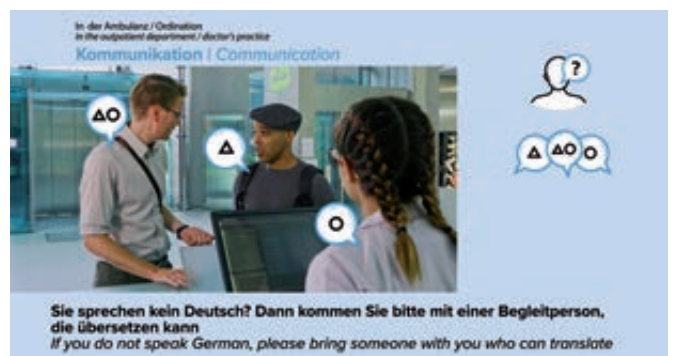 In der Ambulanz / Ordination
In the outpatient department / doctor's practice
Kommunikation | Communication
?
Sie sprechen kein Deutsch? Dann kommen Sie bitte mit einer Begleitperson,
die übersetzen kann
If you do not speak German, please bring someone with you who can translate